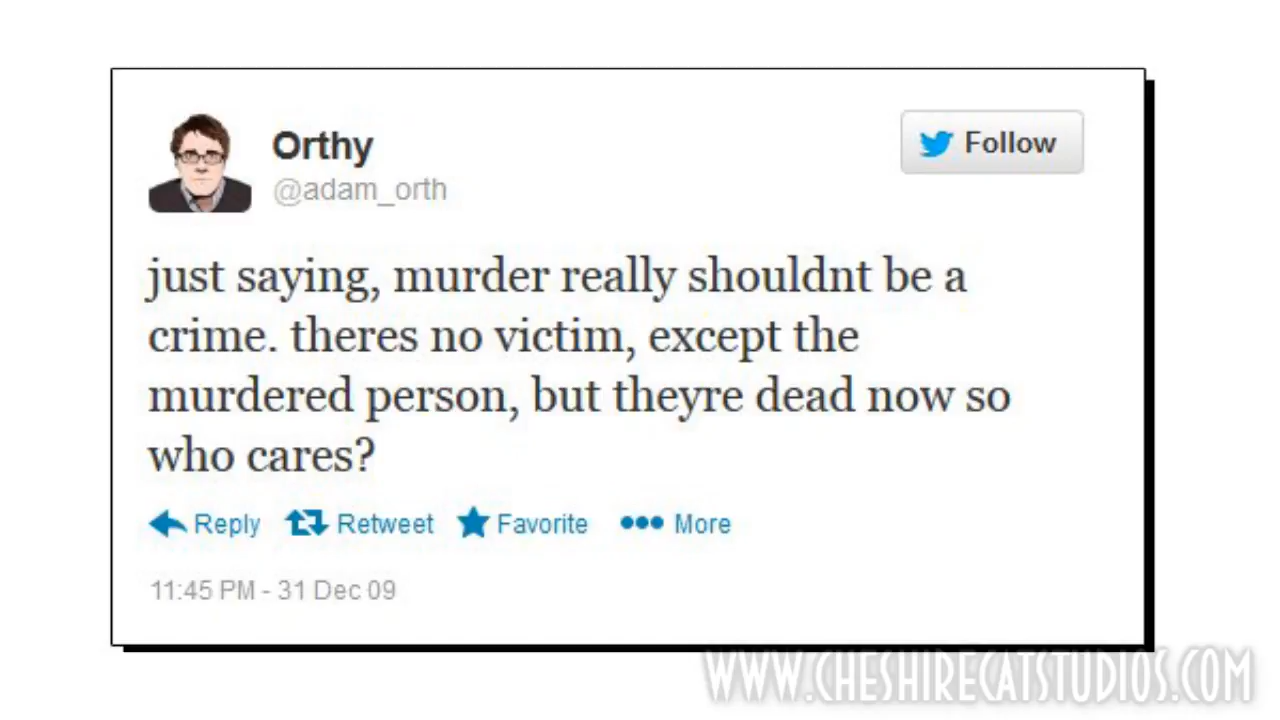 Orthy
@adam_orth
Follow
just saying, murder really shouldnt be a
crime. theres no victim, except the
murdered person, but theyre dead now so
who cares?
Reply Retweet Favorite More
11:45 PM - 31 Dec 09
WWW.CHESHIRECATSTUDIOS.COM